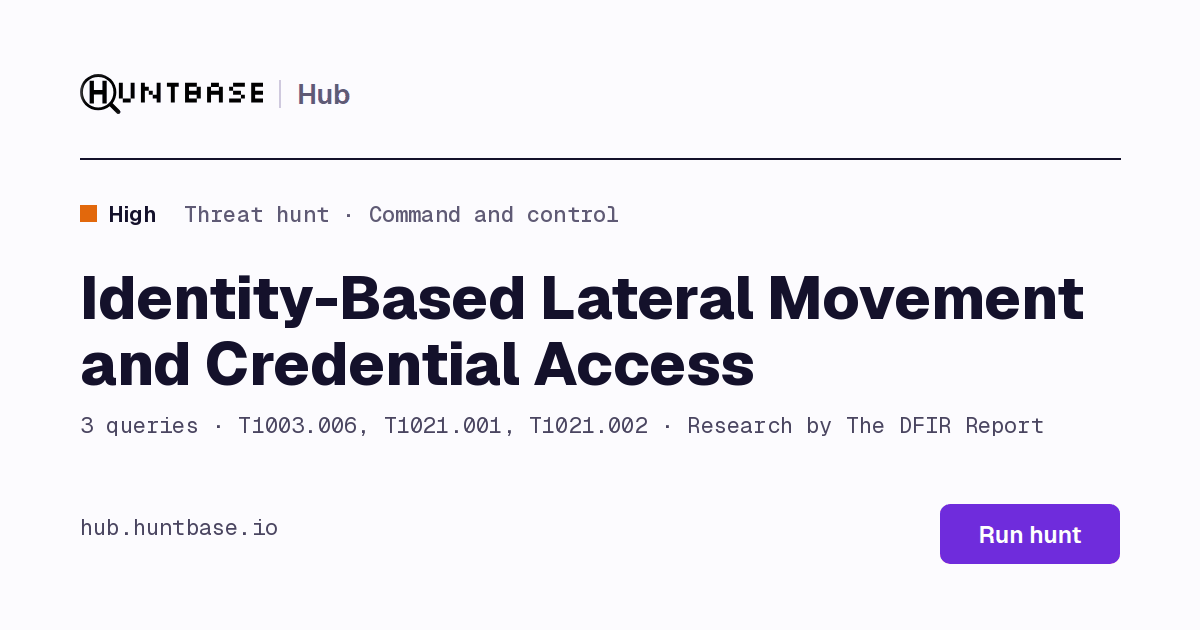 HUNTBASE Hub
High Threat hunt · Command and control
Identity-Based Lateral Movement
and Credential Access
3 queries · T1003.006, T1021.001, T1021.002 · Research by The DFIR Report
hub.huntbase.io
Run hunt